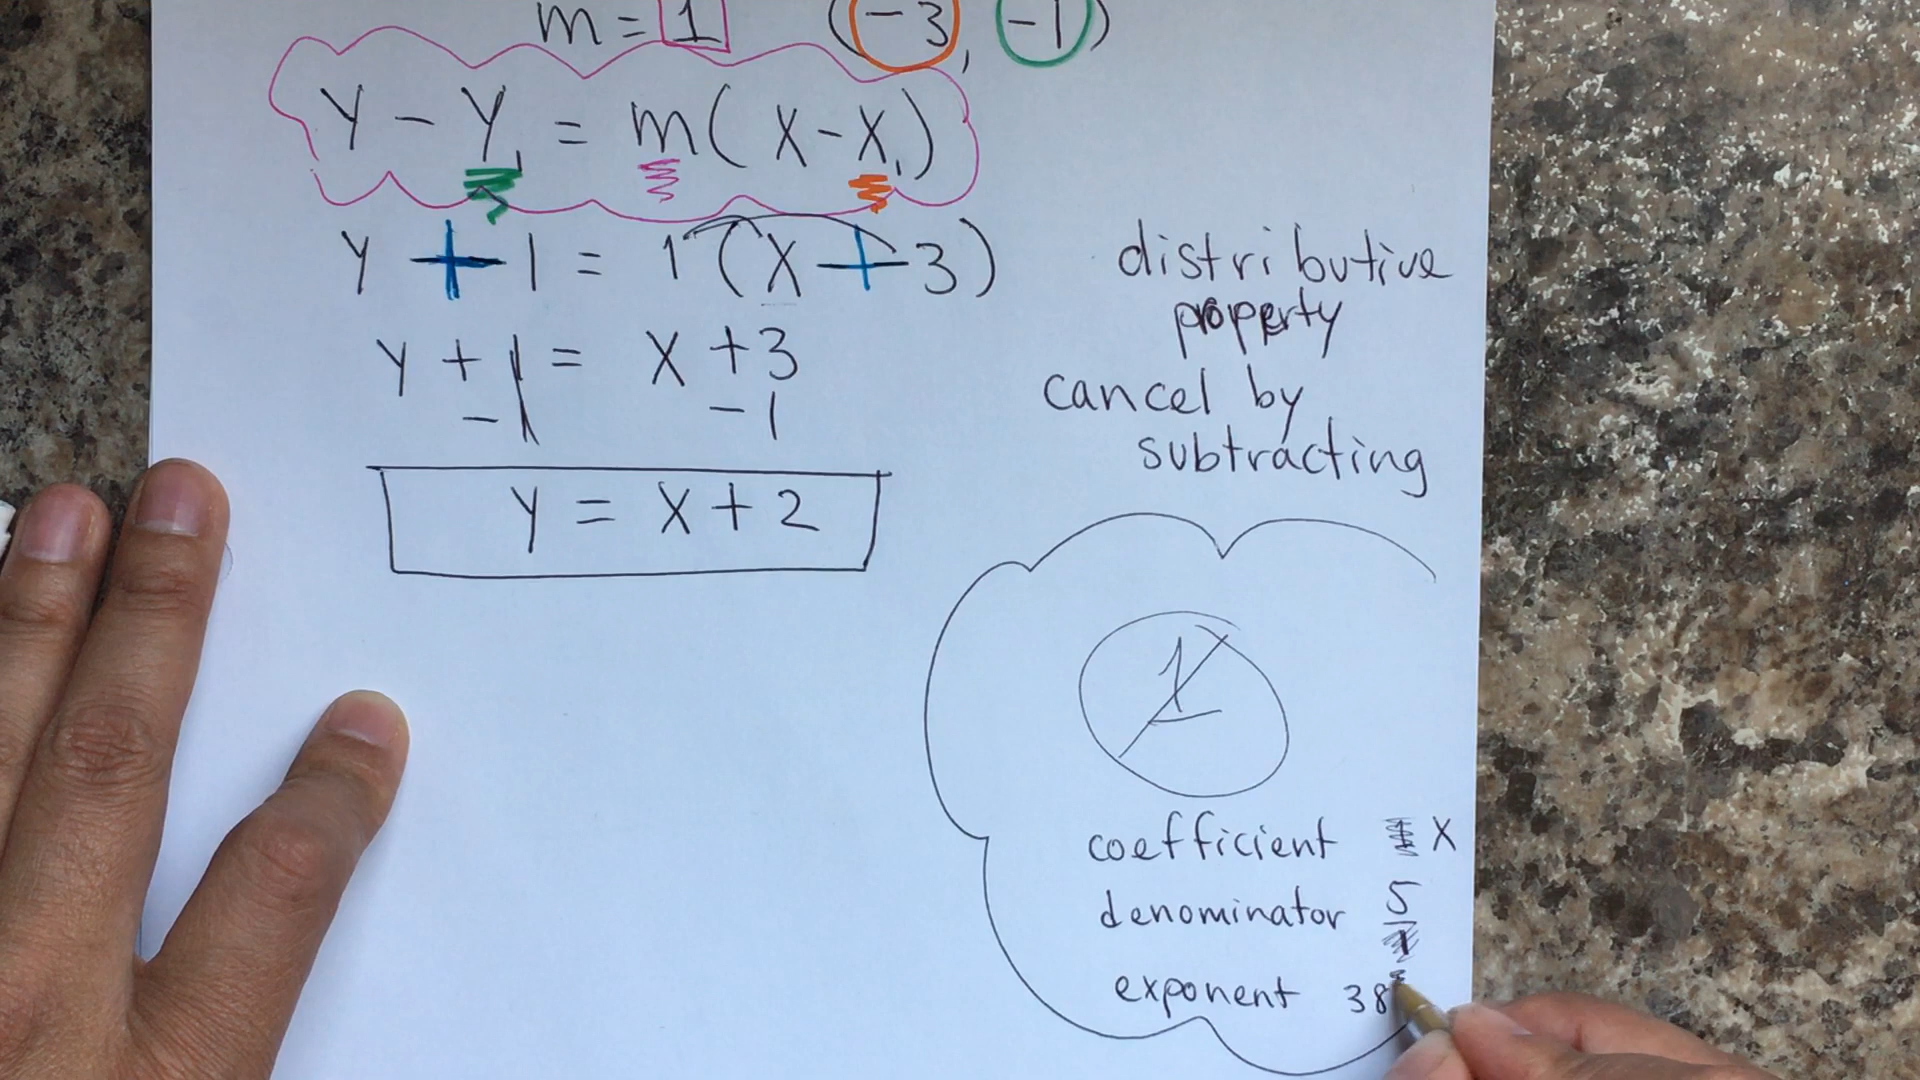 m = 1 (-3, -1)
Y - Y₁ = m(X-X₁)
Y + 1 = 1(X+3)
Y + 1 = X +3
-1 -1
Y = X+2
distributive
property
cancel by
subtracting
1
coefficient X
denominator 5
exponent 38